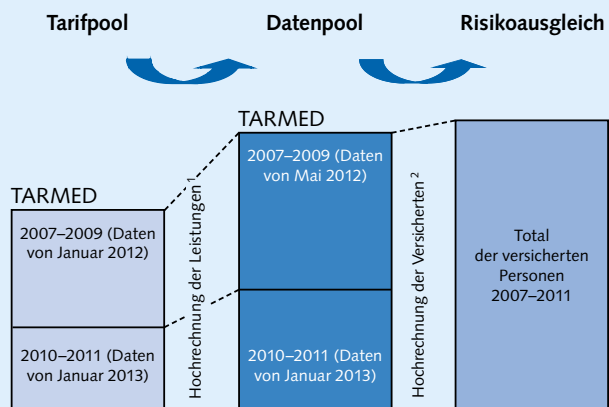 Tarifpool
Datenpool
Risikoausgleich
TARMED
2007–2009 (Daten
von Januar 2012)
2010–2011 (Daten
von Januar 2013)
Hochrechnung der Leistungen 1
TARMED
2007–2009 (Daten
von Mai 2012)
2010–2011 (Daten
von Januar 2013)
Hochrechnung der Versicherten 2
Total
der versicherten
Personen
2007–2011